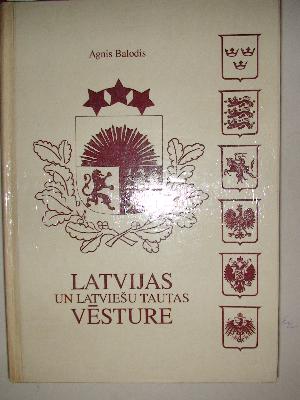 Agnis Balodis
LATVIJAS
UN LATVIEŠU TAUTAS
VĒSTURE